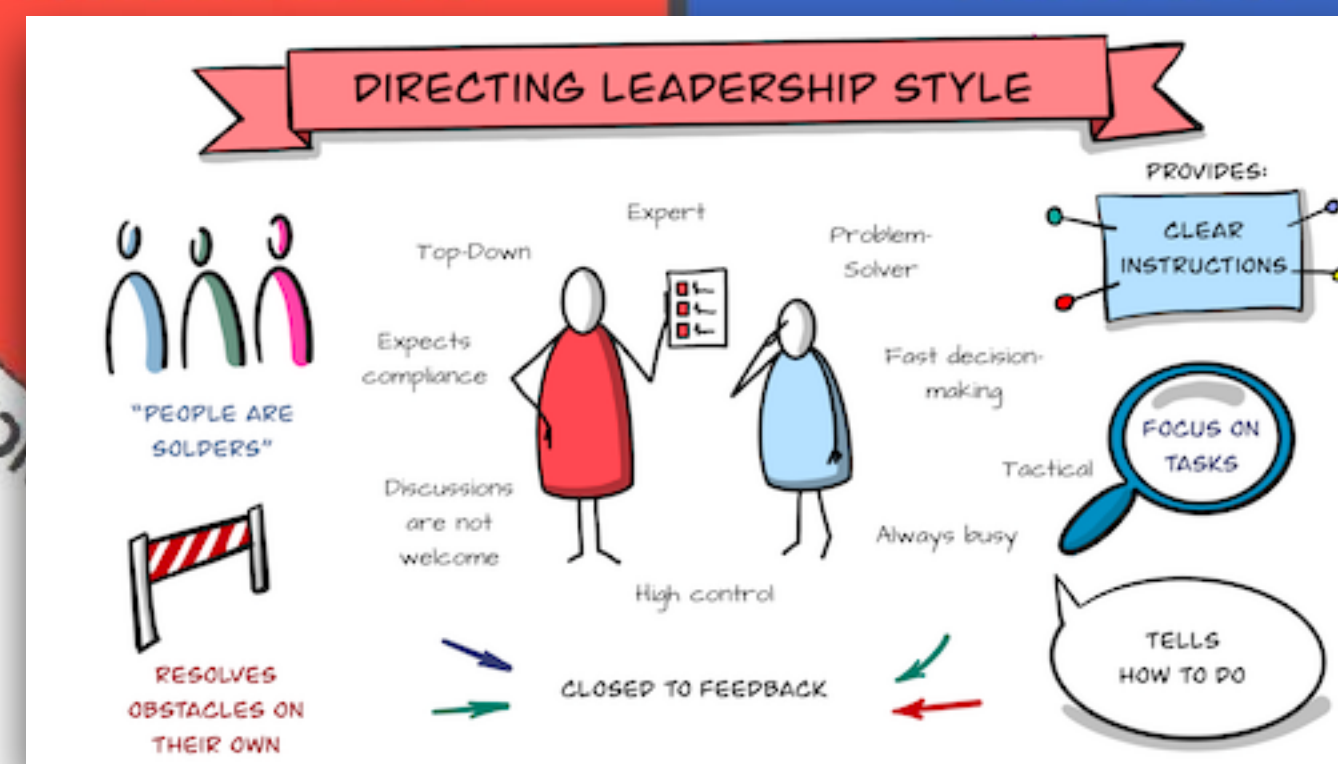 DIRECTING LEADERSHIP STYLE
PROVIDES:
CLEAR
INSTRUCTIONS
Expert
Top-Down
Problem-
Solver
Expects
compliance
Fast decision-
making
"PEOPLE ARE
SOLDERS"
FOCUS ON
TASKS
Tactical
Discussions
are not
welcome
Always busy
High control
RESOLVES
OBSTACLES ON
THEIR OWN
CLOSED TO FEEDBACK
TELLS
HOW TO DO